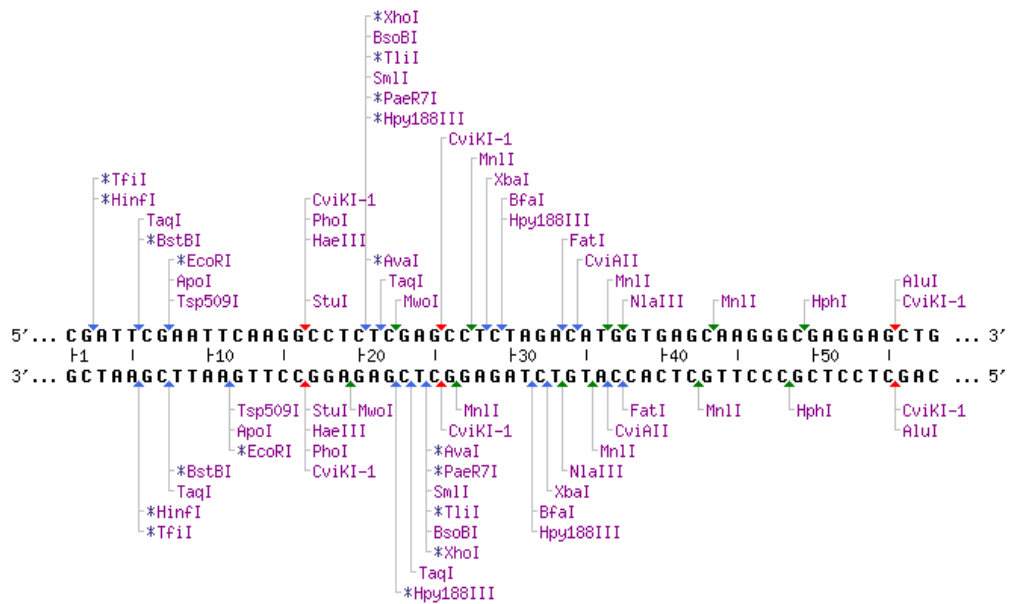 *XhoI
BsoBI
*TliI
SmlI
*PaeR7I
*Hpy188III
CviKI-1
MnlI
*TfiI XbaI
*HinfI CviKI-1 BfaI
TaqI PhoI Hpy188III
*BstBI HaeIII FatI
*EcoRI *AvaI CviAII
ApoI TaqI MnlI AluI
Tsp509I StuI MwoI NlaIII MnlI HphI CviKI-1
5′... CGATTCGAATTCAAGGCCTCTCGAGCCTCTAGACATGGTGAGCAAGGGCGAGGAGCTG ... 3′
1 10 20 30 40 50
3′... GCTAAGCTTAAGTTCCGGAGAGCTCGGAGATCTGTACCACTCGTTCCCGCTCCTCGAC ... 5′
Tsp509I StuI MwoI MnlI FatI MnlI HphI CviKI-1
ApoI HaeIII CviKI-1 CviAII AluI
*EcoRI PhoI *AvaI MnlI
*BstBI CviKI-1 *PaeR7I NlaIII
TaqI SmlI XbaI
*HinfI *TliI BfaI
*TfiI BsoBI Hpy188III
*XhoI
TaqI
*Hpy188III